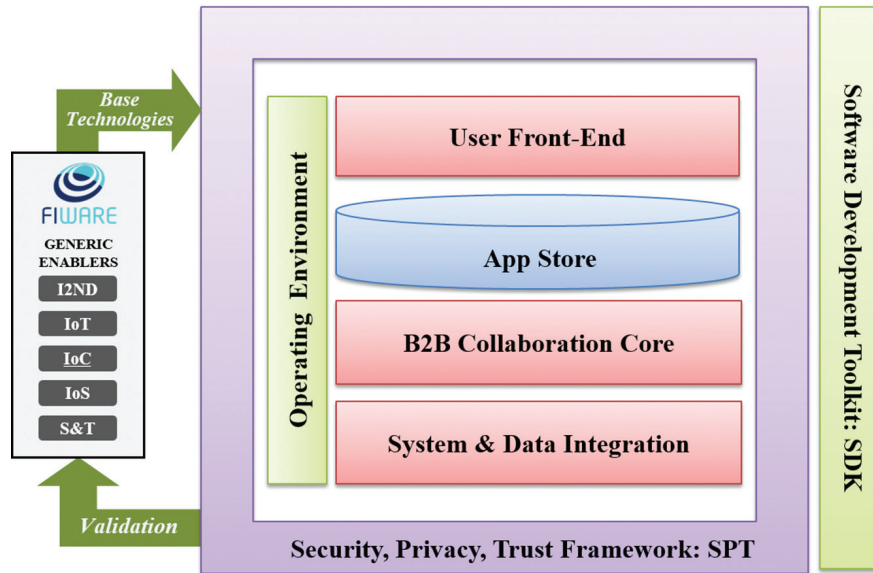 Base
Technologies
FIWARE
GENERIC
ENABLERS
I2ND
IoT
IoC
IoS
S&T
Validation
Operating Environment
User Front-End
App Store
B2B Collaboration Core
System & Data Integration
Security, Privacy, Trust Framework: SPT
Software Development Toolkit: SDK